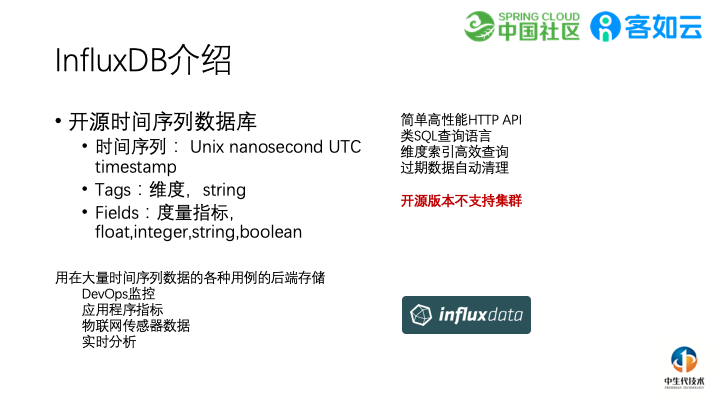 SPRING CLOUD
中国社区
客如云
InfluxDB介绍
• 开源时间序列数据库
• 时间序列： Unix nanosecond UTC
timestamp
• Tags：维度，string
• Fields：度量指标，
float,integer,string,boolean
用在大量时间序列数据的各种用例的后端存储
DevOps监控
应用程序指标
物联网传感器数据
实时分析
简单高性能HTTP API
类SQL查询语言
维度索引高效查询
过期数据自动清理
开源版本不支持集群
influxdata
中生代技术